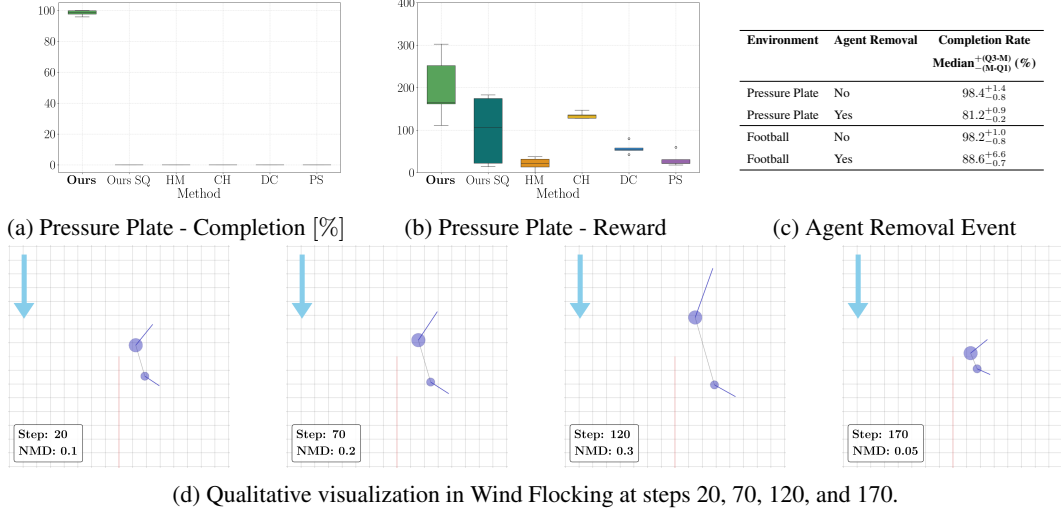 100
80
60
40
20
0
Ours Ours SQ HM CH DC PS
Method
(a) Pressure Plate - Completion [%]
400
300
200
100
0
Ours Ours SQ HM CH DC PS
Method
(b) Pressure Plate - Reward
Environment Agent Removal Completion Rate
Median +(Q3-M) −(M-Q1) (%)
Pressure Plate No 98.4 +1.4 −0.8
Pressure Plate Yes 81.2 +0.9 −0.2
Football No 98.2 +1.0 −0.8
Football Yes 88.6 +6.6 −0.7
(c) Agent Removal Event
Step: 20
NMD: 0.1
Step: 70
NMD: 0.2
Step: 120
NMD: 0.3
Step: 170
NMD: 0.05
(d) Qualitative visualization in Wind Flocking at steps 20, 70, 120, and 170.